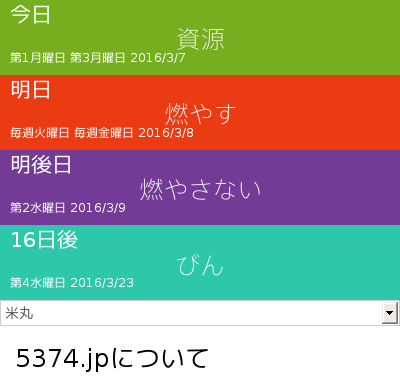 今日
資源
第1月曜日 第3月曜日 2016/3/7
明日
燃やす
毎週火曜日 毎週金曜日 2016/3/8
明後日
燃やさない
第2水曜日 2016/3/9
16日後
びん
第4水曜日 2016/3/23
米丸
5374.jpについて